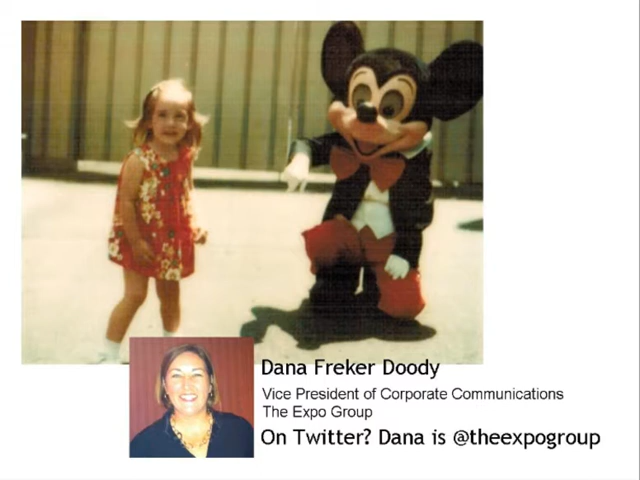 Dana Freker Doody
Vice President of Corporate Communications
The Expo Group
On Twitter? Dana is @theexpogroup